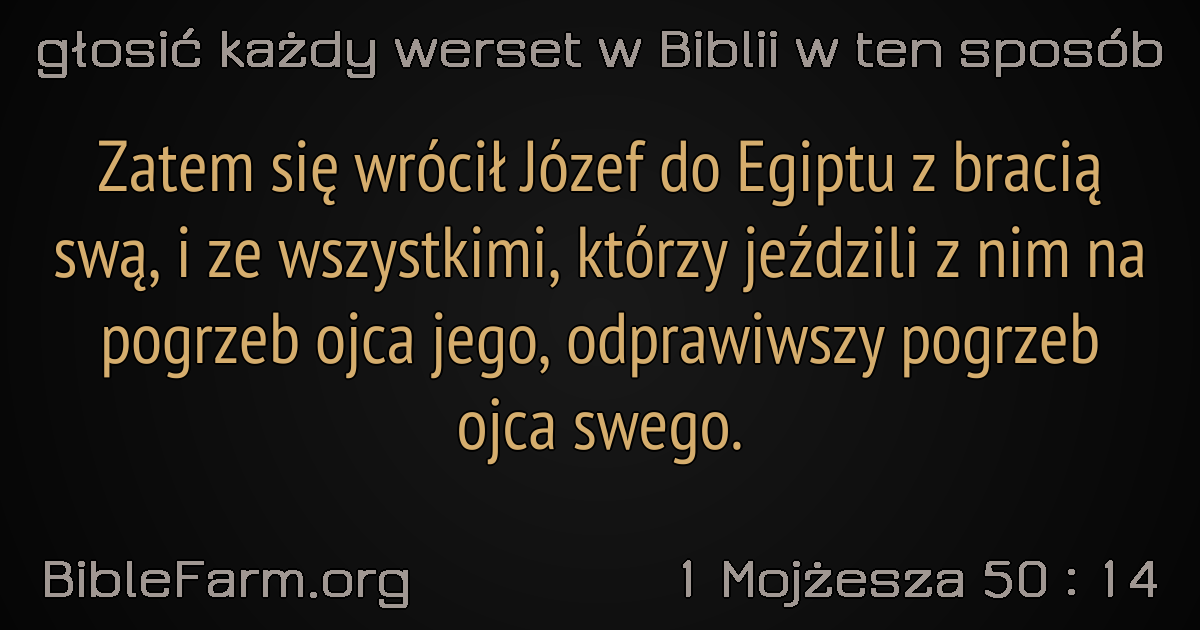 głosić każdy werset w Biblii w ten sposób
Zatem się wrócił Józef do Egiptu z bracią
swą, i ze wszystkimi, którzy jeździli z nim na
pogrzeb ojca jego, odprawiwszy pogrzeb
ojca swego.
BibleFarm.org
1 Mojżesza 50 : 14